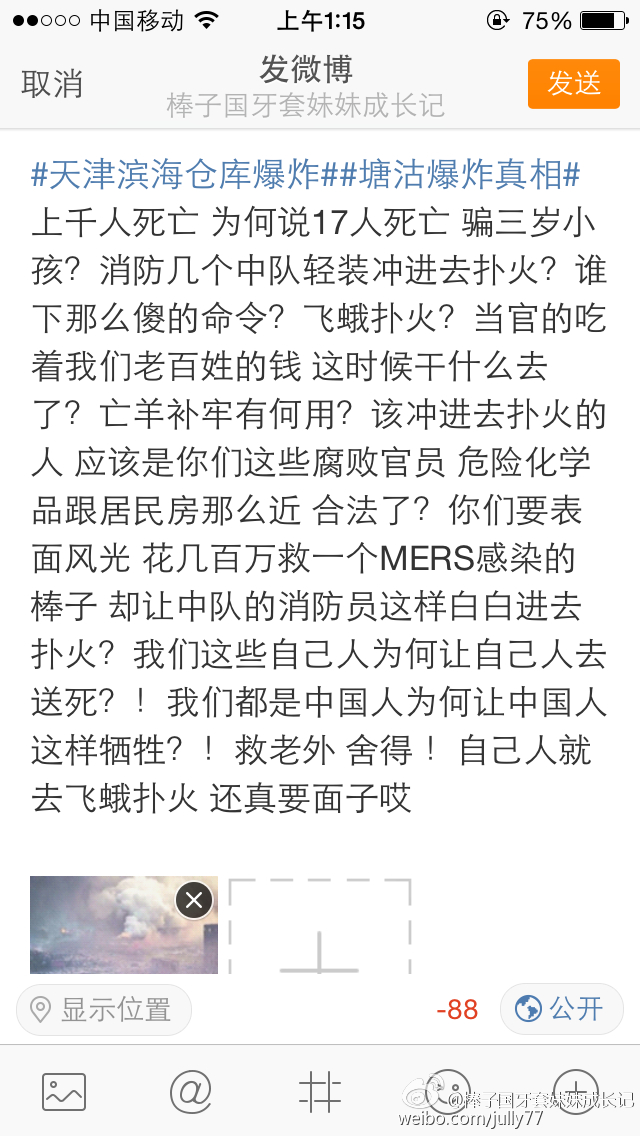 中国移动 上午1:15 75%
取消 发微博 发送
棒子国牙套妹妹成长记
#天津滨海仓库爆炸##塘沽爆炸真相#
上千人死亡 为何说17人死亡 骗三岁小
孩？消防几个中队轻装冲进去扑火？谁
下那么傻的命令？飞蛾扑火？当官的吃
着我们老百姓的钱 这时候干什么去
了？亡羊补牢有何用？该冲进去扑火的
人 应该是你们这些腐败官员 危险化学
品跟居民房那么近 合法了？你们要表
面风光 花几百万救一个MERS感染的
棒子 却让中队的消防员这样白白进去
扑火？我们这些自己人为何让自己人去
送死？！我们都是中国人为何让中国人
这样牺牲？！救老外 舍得！自己人就
去飞蛾扑火 还真要面子哎
显示位置 -88 公开
@棒子国牙套妹妹成长记
weibo.com/jully77